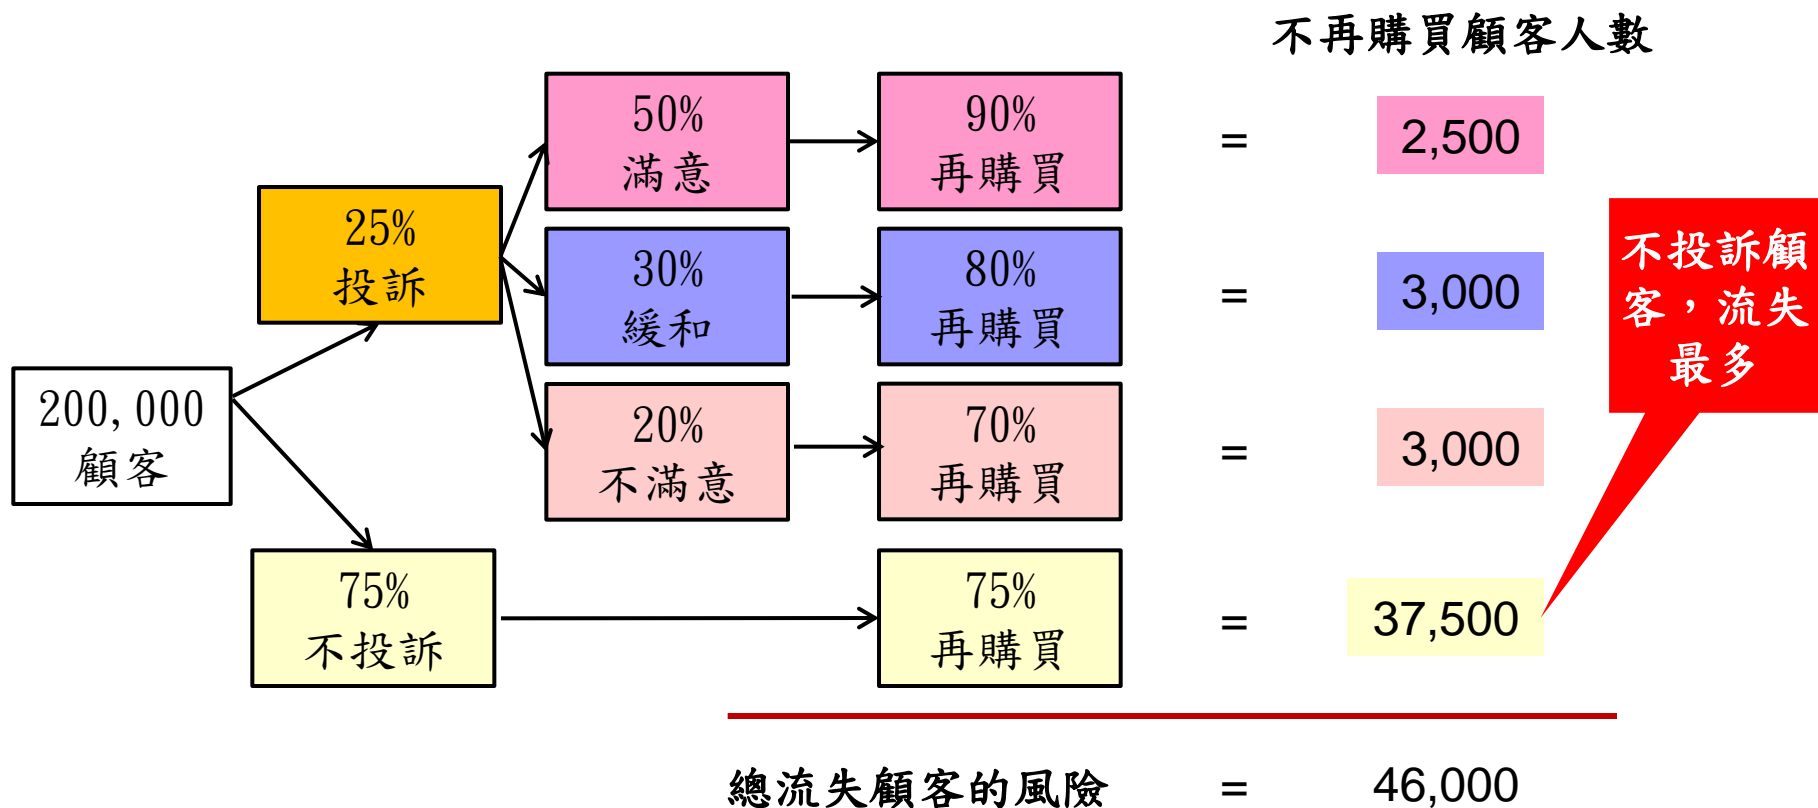 不再購買顧客人數
50%
滿意
90%
再購買
=
2,500
25%
投訴
30%
緩和
80%
再購買
=
3,000
不投訴顧
客，流失
最多
200,000
顧客
20%
不滿意
70%
再購買
=
3,000
75%
不投訴
75%
再購買
=
37,500
總流失顧客的風險 = 46,000